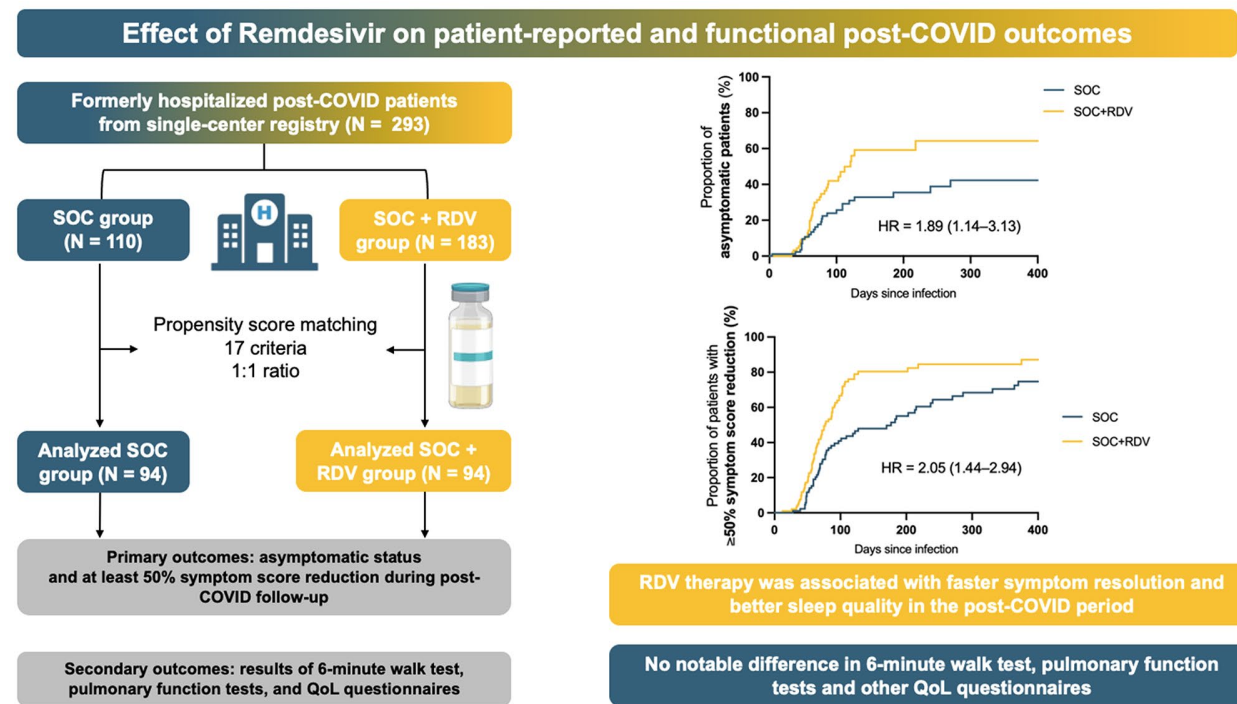 Effect of Remdesivir on patient-reported and functional post-COVID outcomes
Formerly hospitalized post-COVID patients
from single-center registry (N = 293)
SOC group
(N = 110)
H
SOC + RDV
group (N = 183)
Propensity score matching
17 criteria
1:1 ratio
Analyzed SOC
group (N = 94)
Analyzed SOC +
RDV group (N = 94)
Primary outcomes: asymptomatic status
and at least 50% symptom score reduction during post-
COVID follow-up
Secondary outcomes: results of 6-minute walk test,
pulmonary function tests, and QoL questionnaires
Proportion of
asymptomatic patients (%)
100
80
60
40
20
0
0 100 200 300 400
Days since infection
SOC
SOC+RDV
HR = 1.89 (1.14–3.13)
Proportion of patients with
≥50% symptom score reduction (%)
100
80
60
40
20
0
0 100 200 300 400
Days since infection
SOC
SOC+RDV
HR = 2.05 (1.44–2.94)
RDV therapy was associated with faster symptom resolution and
better sleep quality in the post-COVID period
No notable difference in 6-minute walk test, pulmonary function
tests and other QoL questionnaires